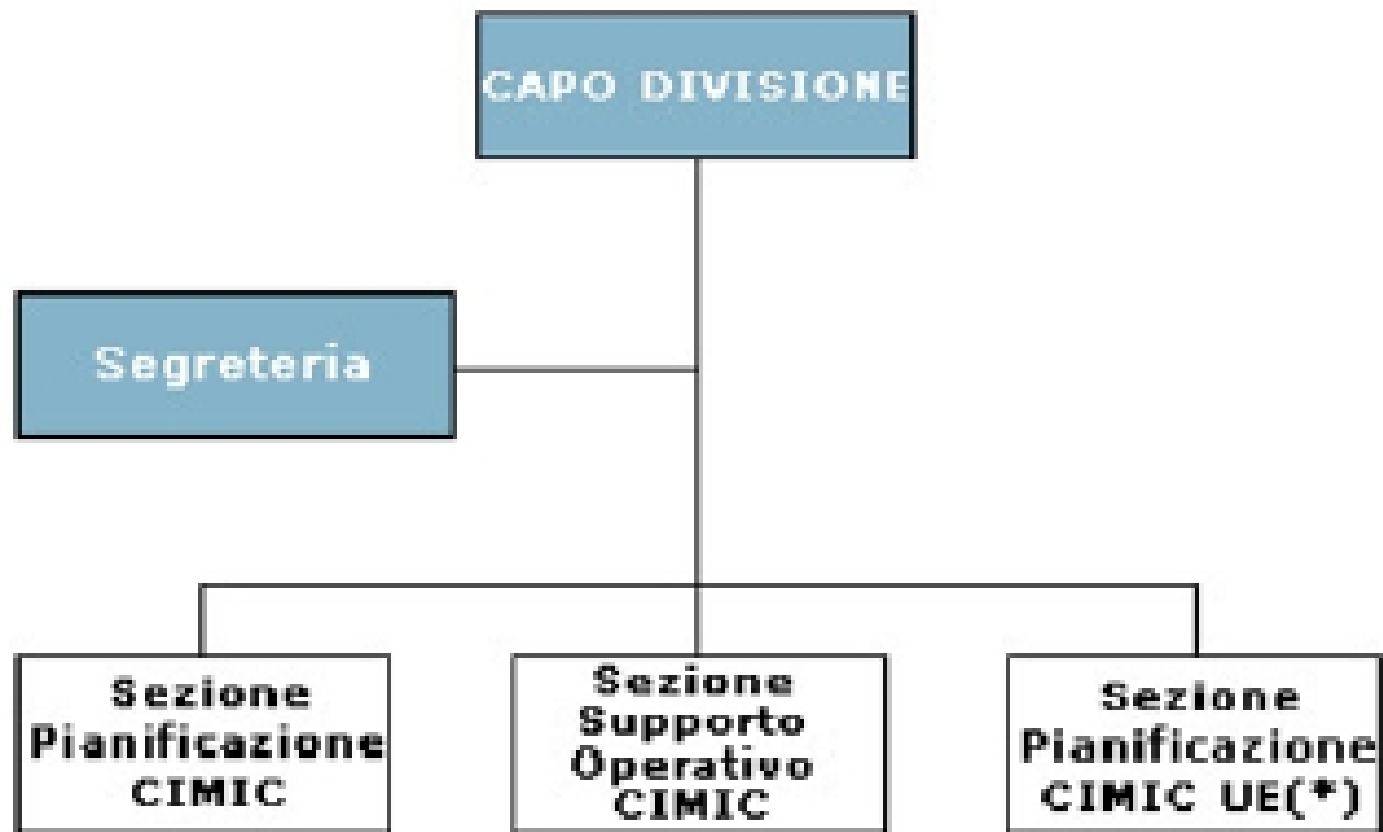 CAPO DIVISIONE
Segreteria
Sezione
Pianificazione
CIMIC
Sezione
Supporto
Operativo
CIMIC
Sezione
Pianificazione
CIMIC UE(*)